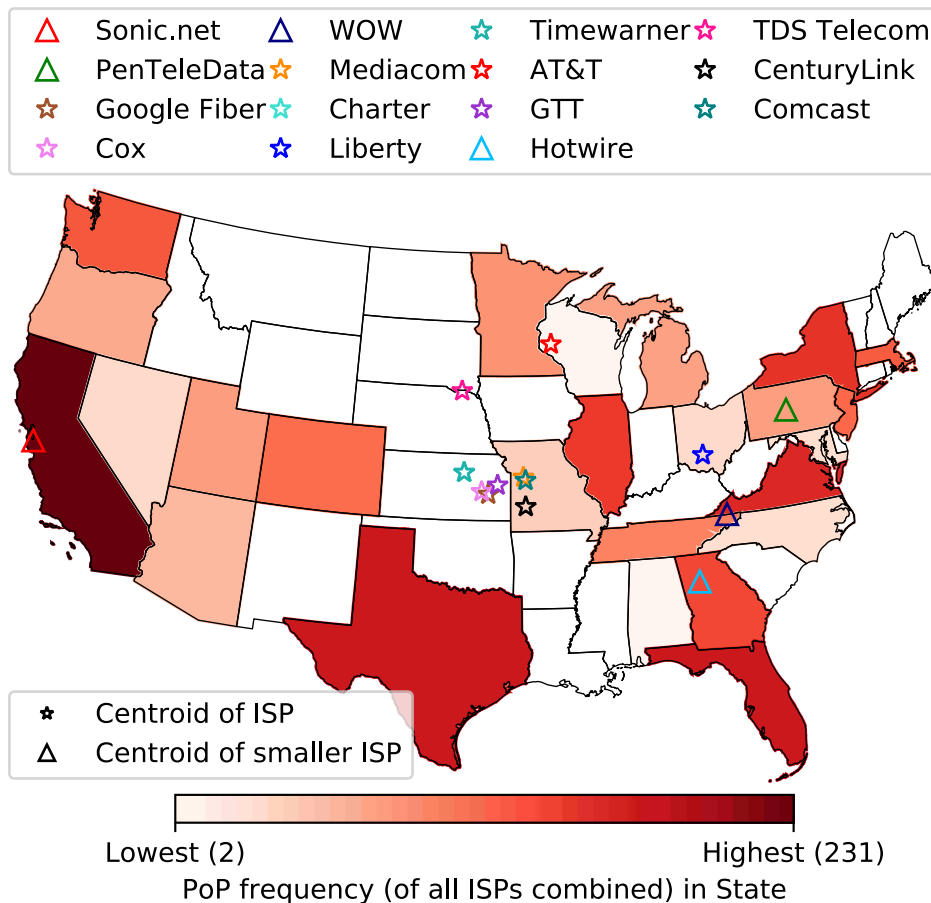 Sonic.net WOW Timewarner TDS Telecom
PenTeleData Mediacom AT&T CenturyLink
Google Fiber Charter GTT Comcast
Cox Liberty Hotwire
Centroid of ISP
Centroid of smaller ISP
Lowest (2) Highest (231)
PoP frequency (of all ISPs combined) in State